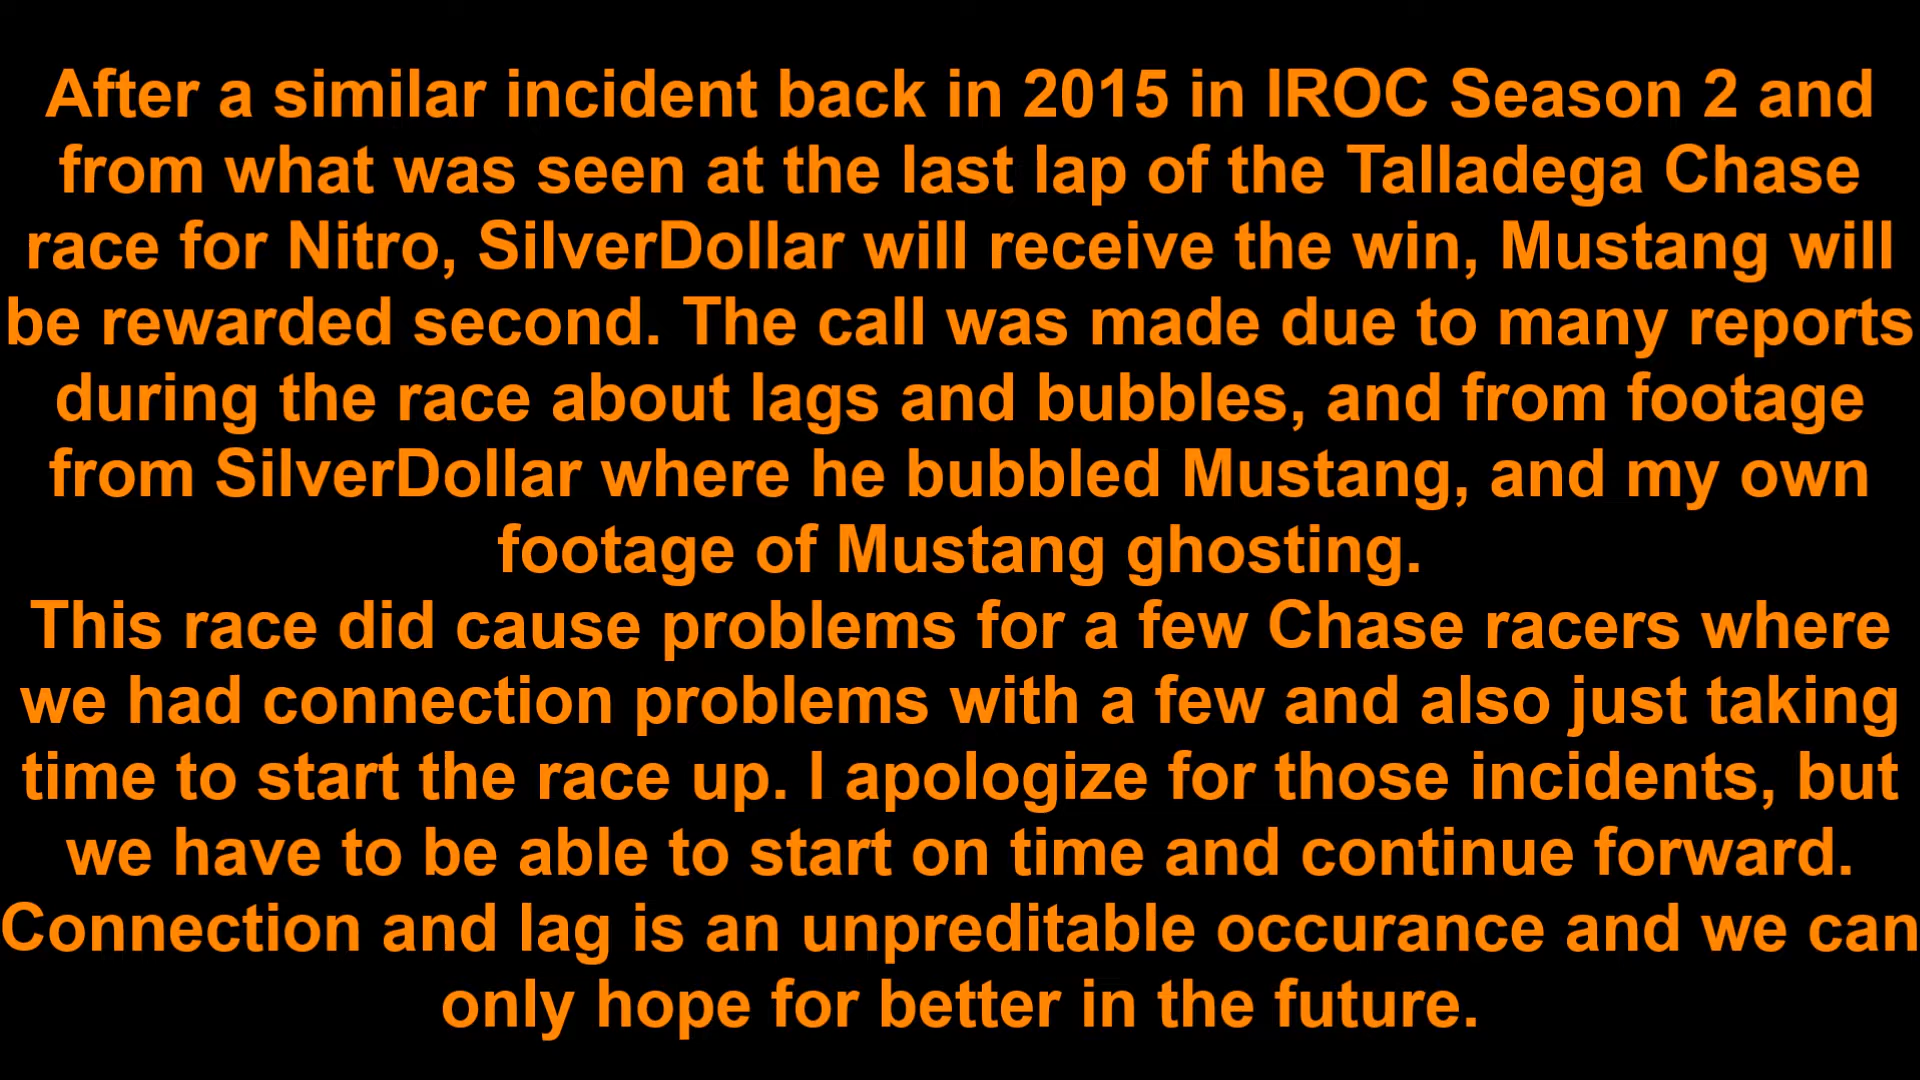 After a similar incident back in 2015 in IROC Season 2 and
from what was seen at the last lap of the Talladega Chase
race for Nitro, SilverDollar will receive the win, Mustang will
be rewarded second. The call was made due to many reports
during the race about lags and bubbles, and from footage
from SilverDollar where he bubbled Mustang, and my own
footage of Mustang ghosting.
This race did cause problems for a few Chase racers where
we had connection problems with a few and also just taking
time to start the race up. I apologize for those incidents, but
we have to be able to start on time and continue forward.
Connection and lag is an unpreditable occurance and we can
only hope for better in the future.